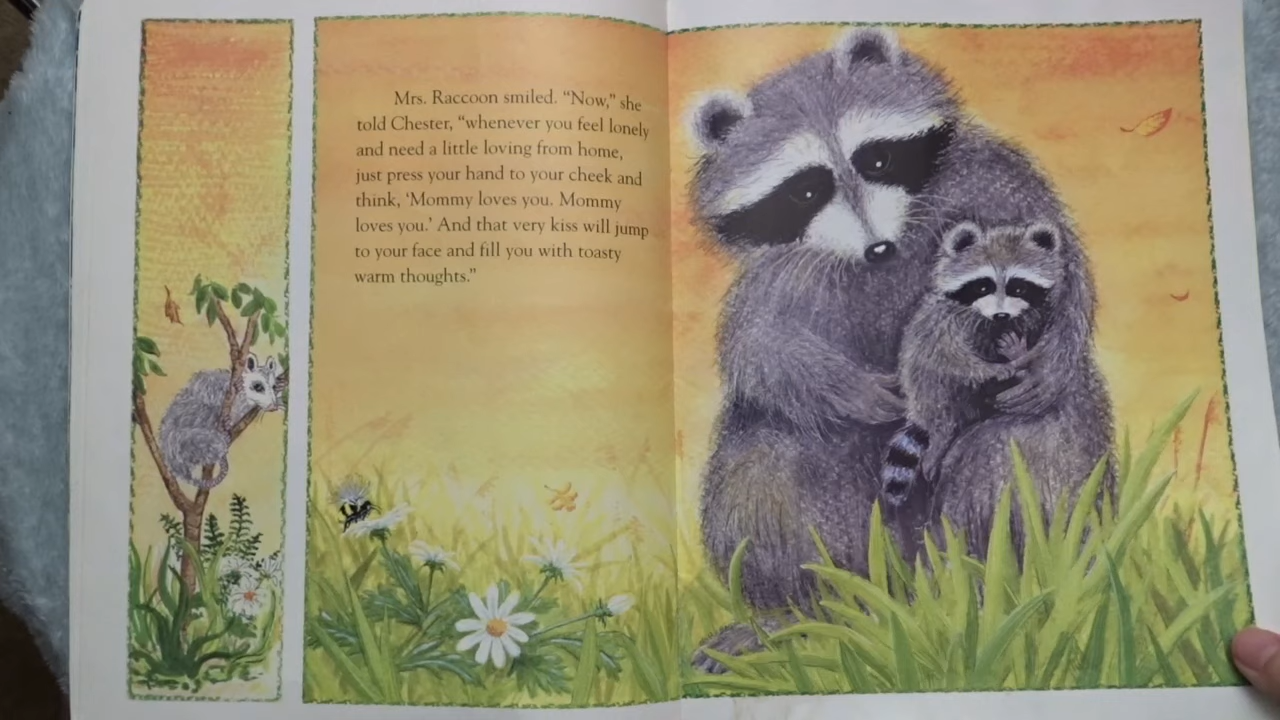 Mrs. Raccoon smiled. “Now,” she
told Chester, “whenever you feel lonely
and need a little loving from home,
just press your hand to your cheek and
think, ‘Mommy loves you. Mommy
loves you.’ And that very kiss will jump
to your face and fill you with toasty
warm thoughts.”